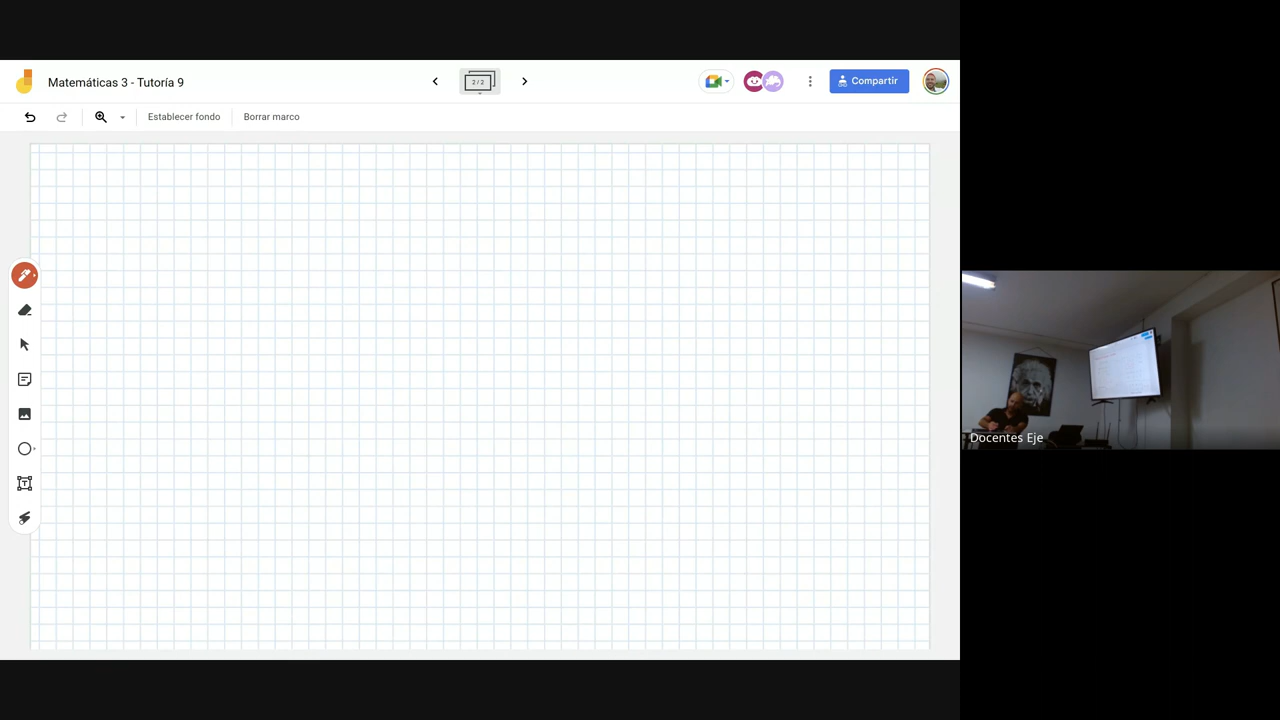 Matemáticas 3 - Tutoría 9
2 / 2
Compartir
Establecer fondo
Borrar marco
Docentes Eje